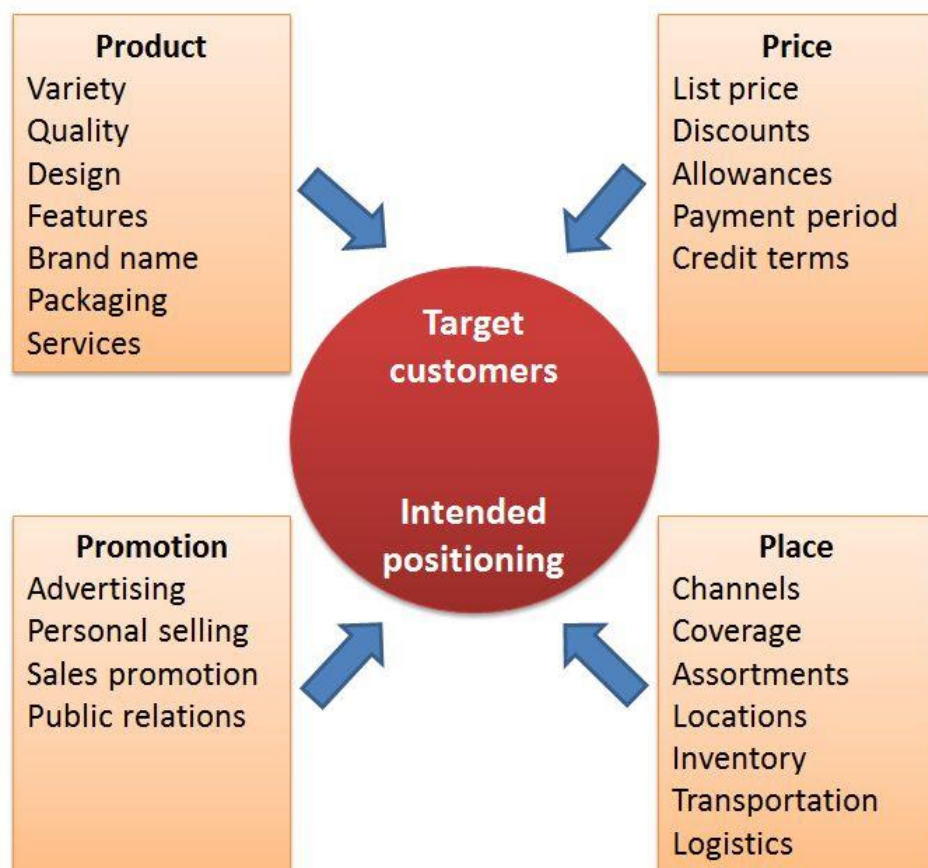 Product
Variety
Quality
Design
Features
Brand name
Packaging
Services
Price
List price
Discounts
Allowances
Payment period
Credit terms
Target
customers
Intended
positioning
Promotion
Advertising
Personal selling
Sales promotion
Public relations
Place
Channels
Coverage
Assortments
Locations
Inventory
Transportation
Logistics